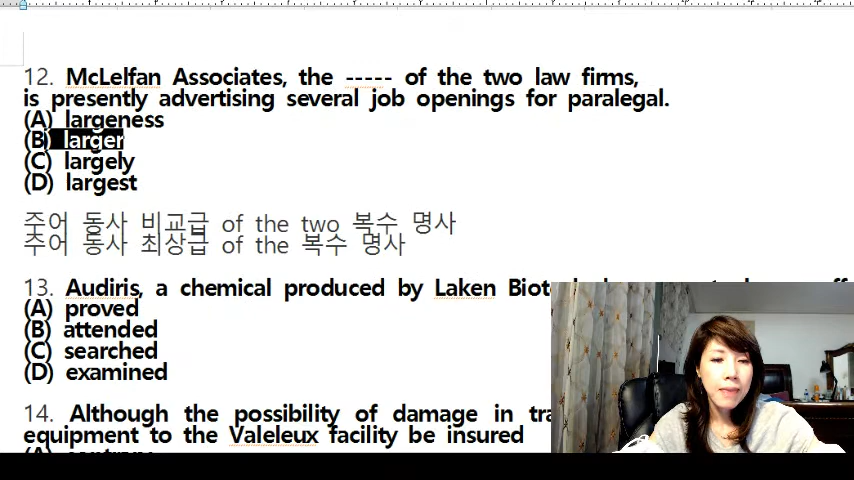 12. McLelfan Associates, the ----- of the two law firms,
is presently advertising several job openings for paralegal.
(A) largeness
(B) larger
(C) largely
(D) largest
주어 동사 비교급 of the two 복수 명사
주어 동사 최상급 of the 복수 명사
13. Audiris, a chemical produced by Laken
(A) proved
(B) attended
(C) searched
(D) examined
14. Although the possibility of damage in
equipment to the Valeleux facility be insured